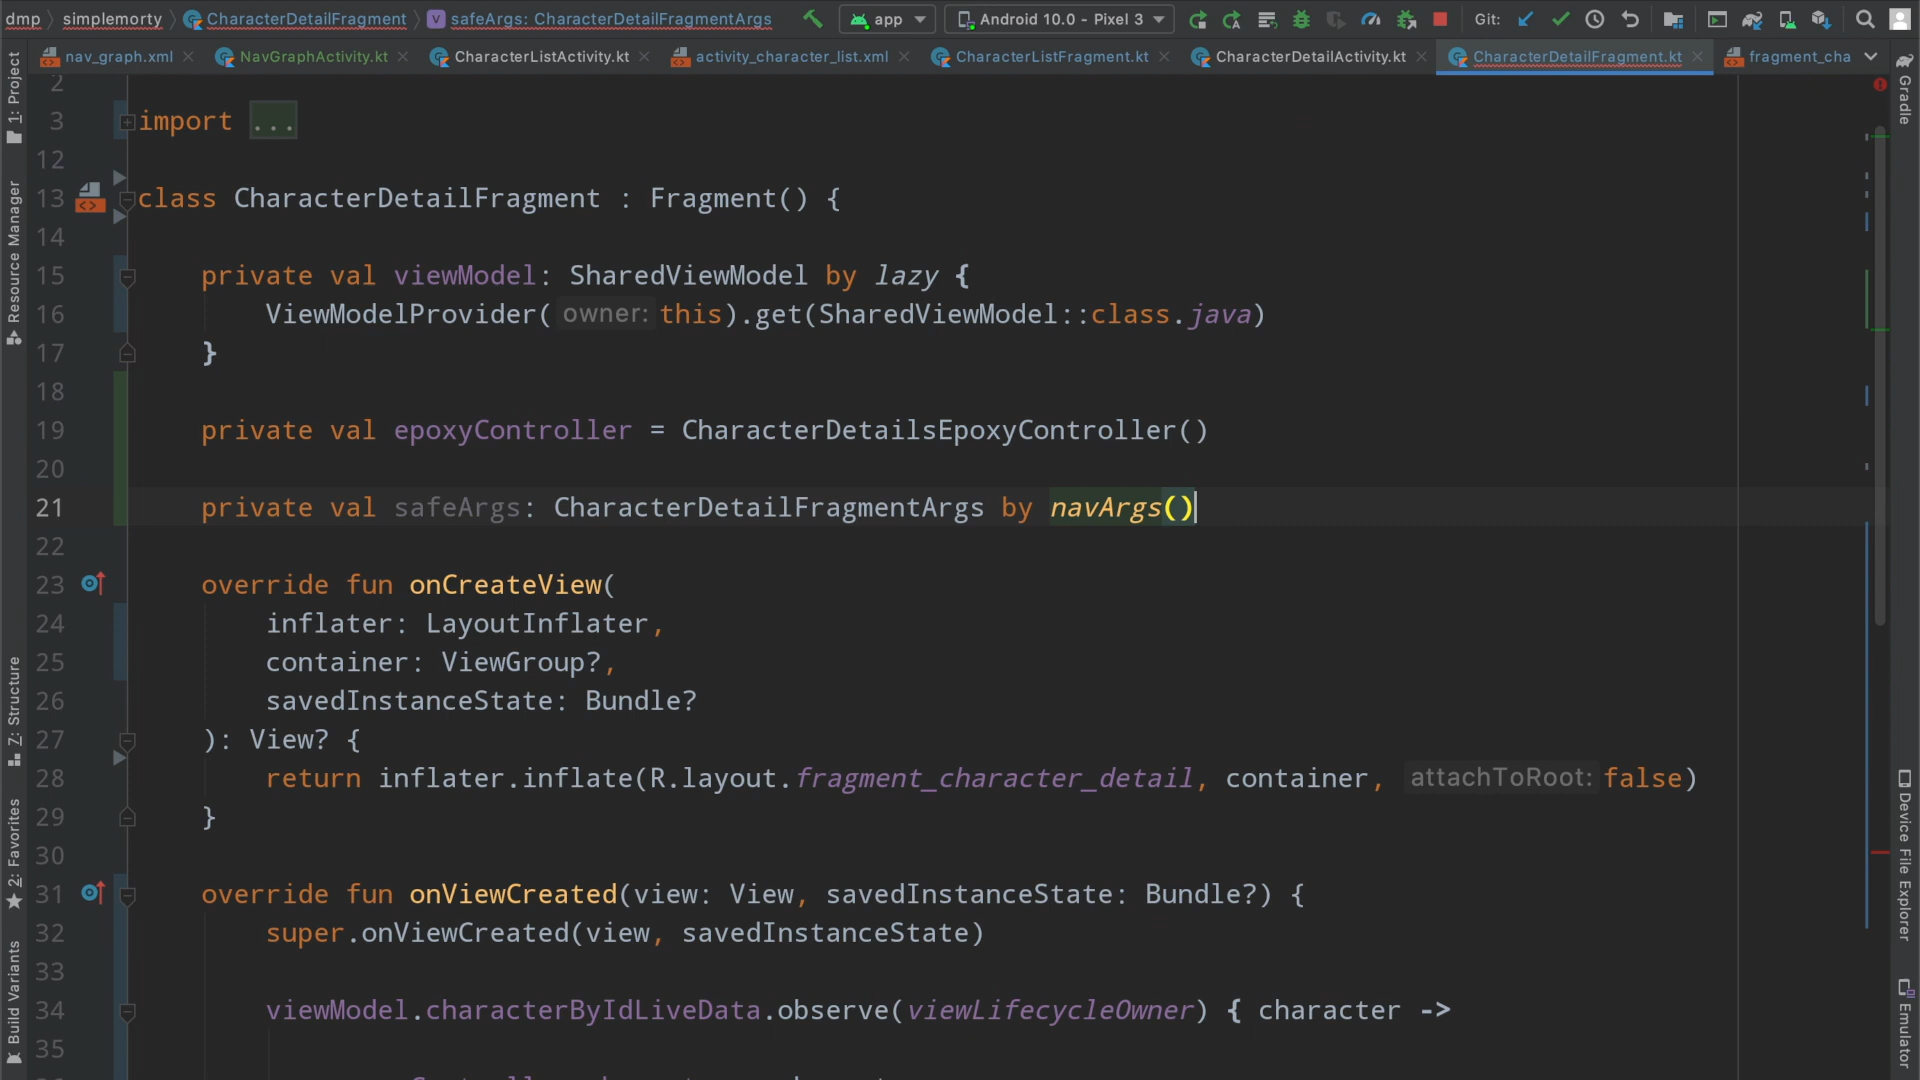 dmp simplemorty CharacterDetailFragment safeArgs: CharacterDetailFragmentArgs app Android 10.0 - Pixel 3 Git:
nav_graph.xml NavGraphActivity.kt CharacterListActivity.kt activity_character_list.xml CharacterListFragment.kt CharacterDetailActivity.kt CharacterDetailFragment.kt fragment_cha
1: Project
Resource Manager
Z: Structure
2: Favorites
Build Variants
2
3 import ...
12
13 class CharacterDetailFragment : Fragment() {
14
15 private val viewModel: SharedViewModel by lazy {
16 ViewModelProvider( owner: this).get(SharedViewModel::class.java)
17 }
18
19 private val epoxyController = CharacterDetailsEpoxyController()
20
21 private val safeArgs: CharacterDetailFragmentArgs by navArgs()
22
23 override fun onCreateView(
24 inflater: LayoutInflater,
25 container: ViewGroup?,
26 savedInstanceState: Bundle?
27 ): View? {
28 return inflater.inflate(R.layout.fragment_character_detail, container, attachToRoot: false)
29 }
30
31 override fun onViewCreated(view: View, savedInstanceState: Bundle?) {
32 super.onViewCreated(view, savedInstanceState)
33
34 viewModel.characterByIdLiveData.observe(viewLifecycleOwner) { character ->
35
Gradle
Device File Explorer
Emulator